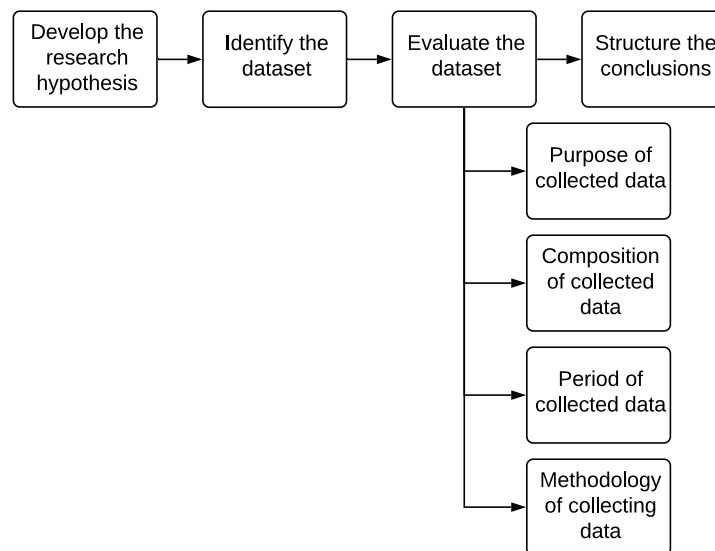 Develop the
research
hypothesis
Identify the
dataset
Evaluate the
dataset
Structure the
conclusions
Purpose of
collected data
Composition
of collected
data
Period of
collected data
Methodology
of collecting
data